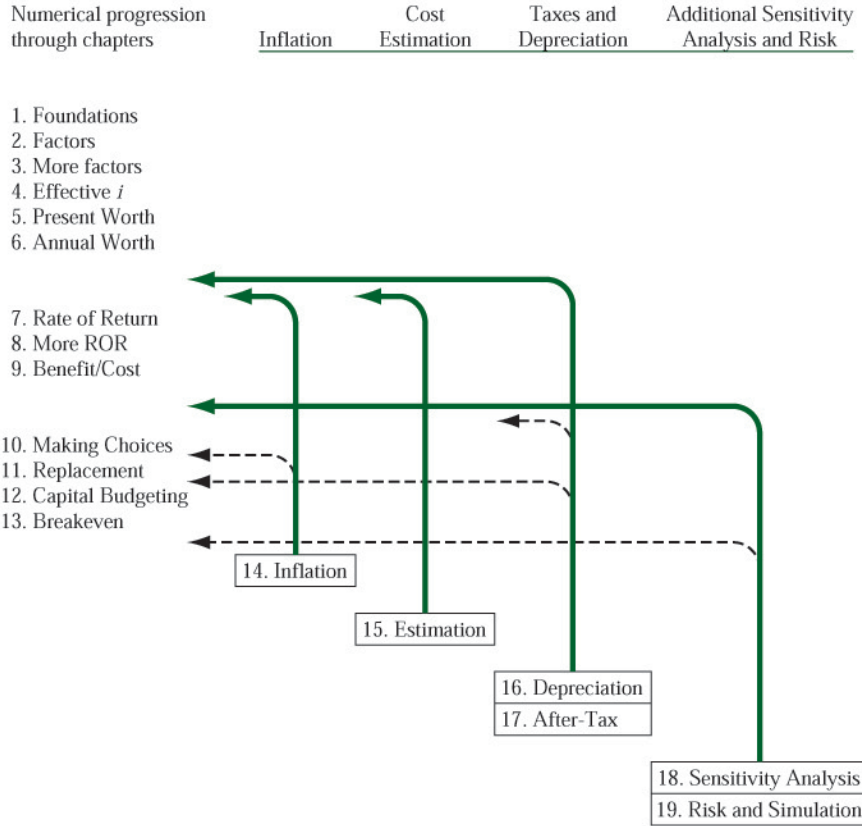 Numerical progression
through chapters
Inflation
Cost
Estimation
Taxes and
Depreciation
Additional Sensitivity
Analysis and Risk
1. Foundations
2. Factors
3. More factors
4. Effective i
5. Present Worth
6. Annual Worth
7. Rate of Return
8. More ROR
9. Benefit/Cost
10. Making Choices
11. Replacement
12. Capital Budgeting
13. Breakeven
14. Inflation
15. Estimation
16. Depreciation
17. After-Tax
18. Sensitivity Analysis
19. Risk and Simulation